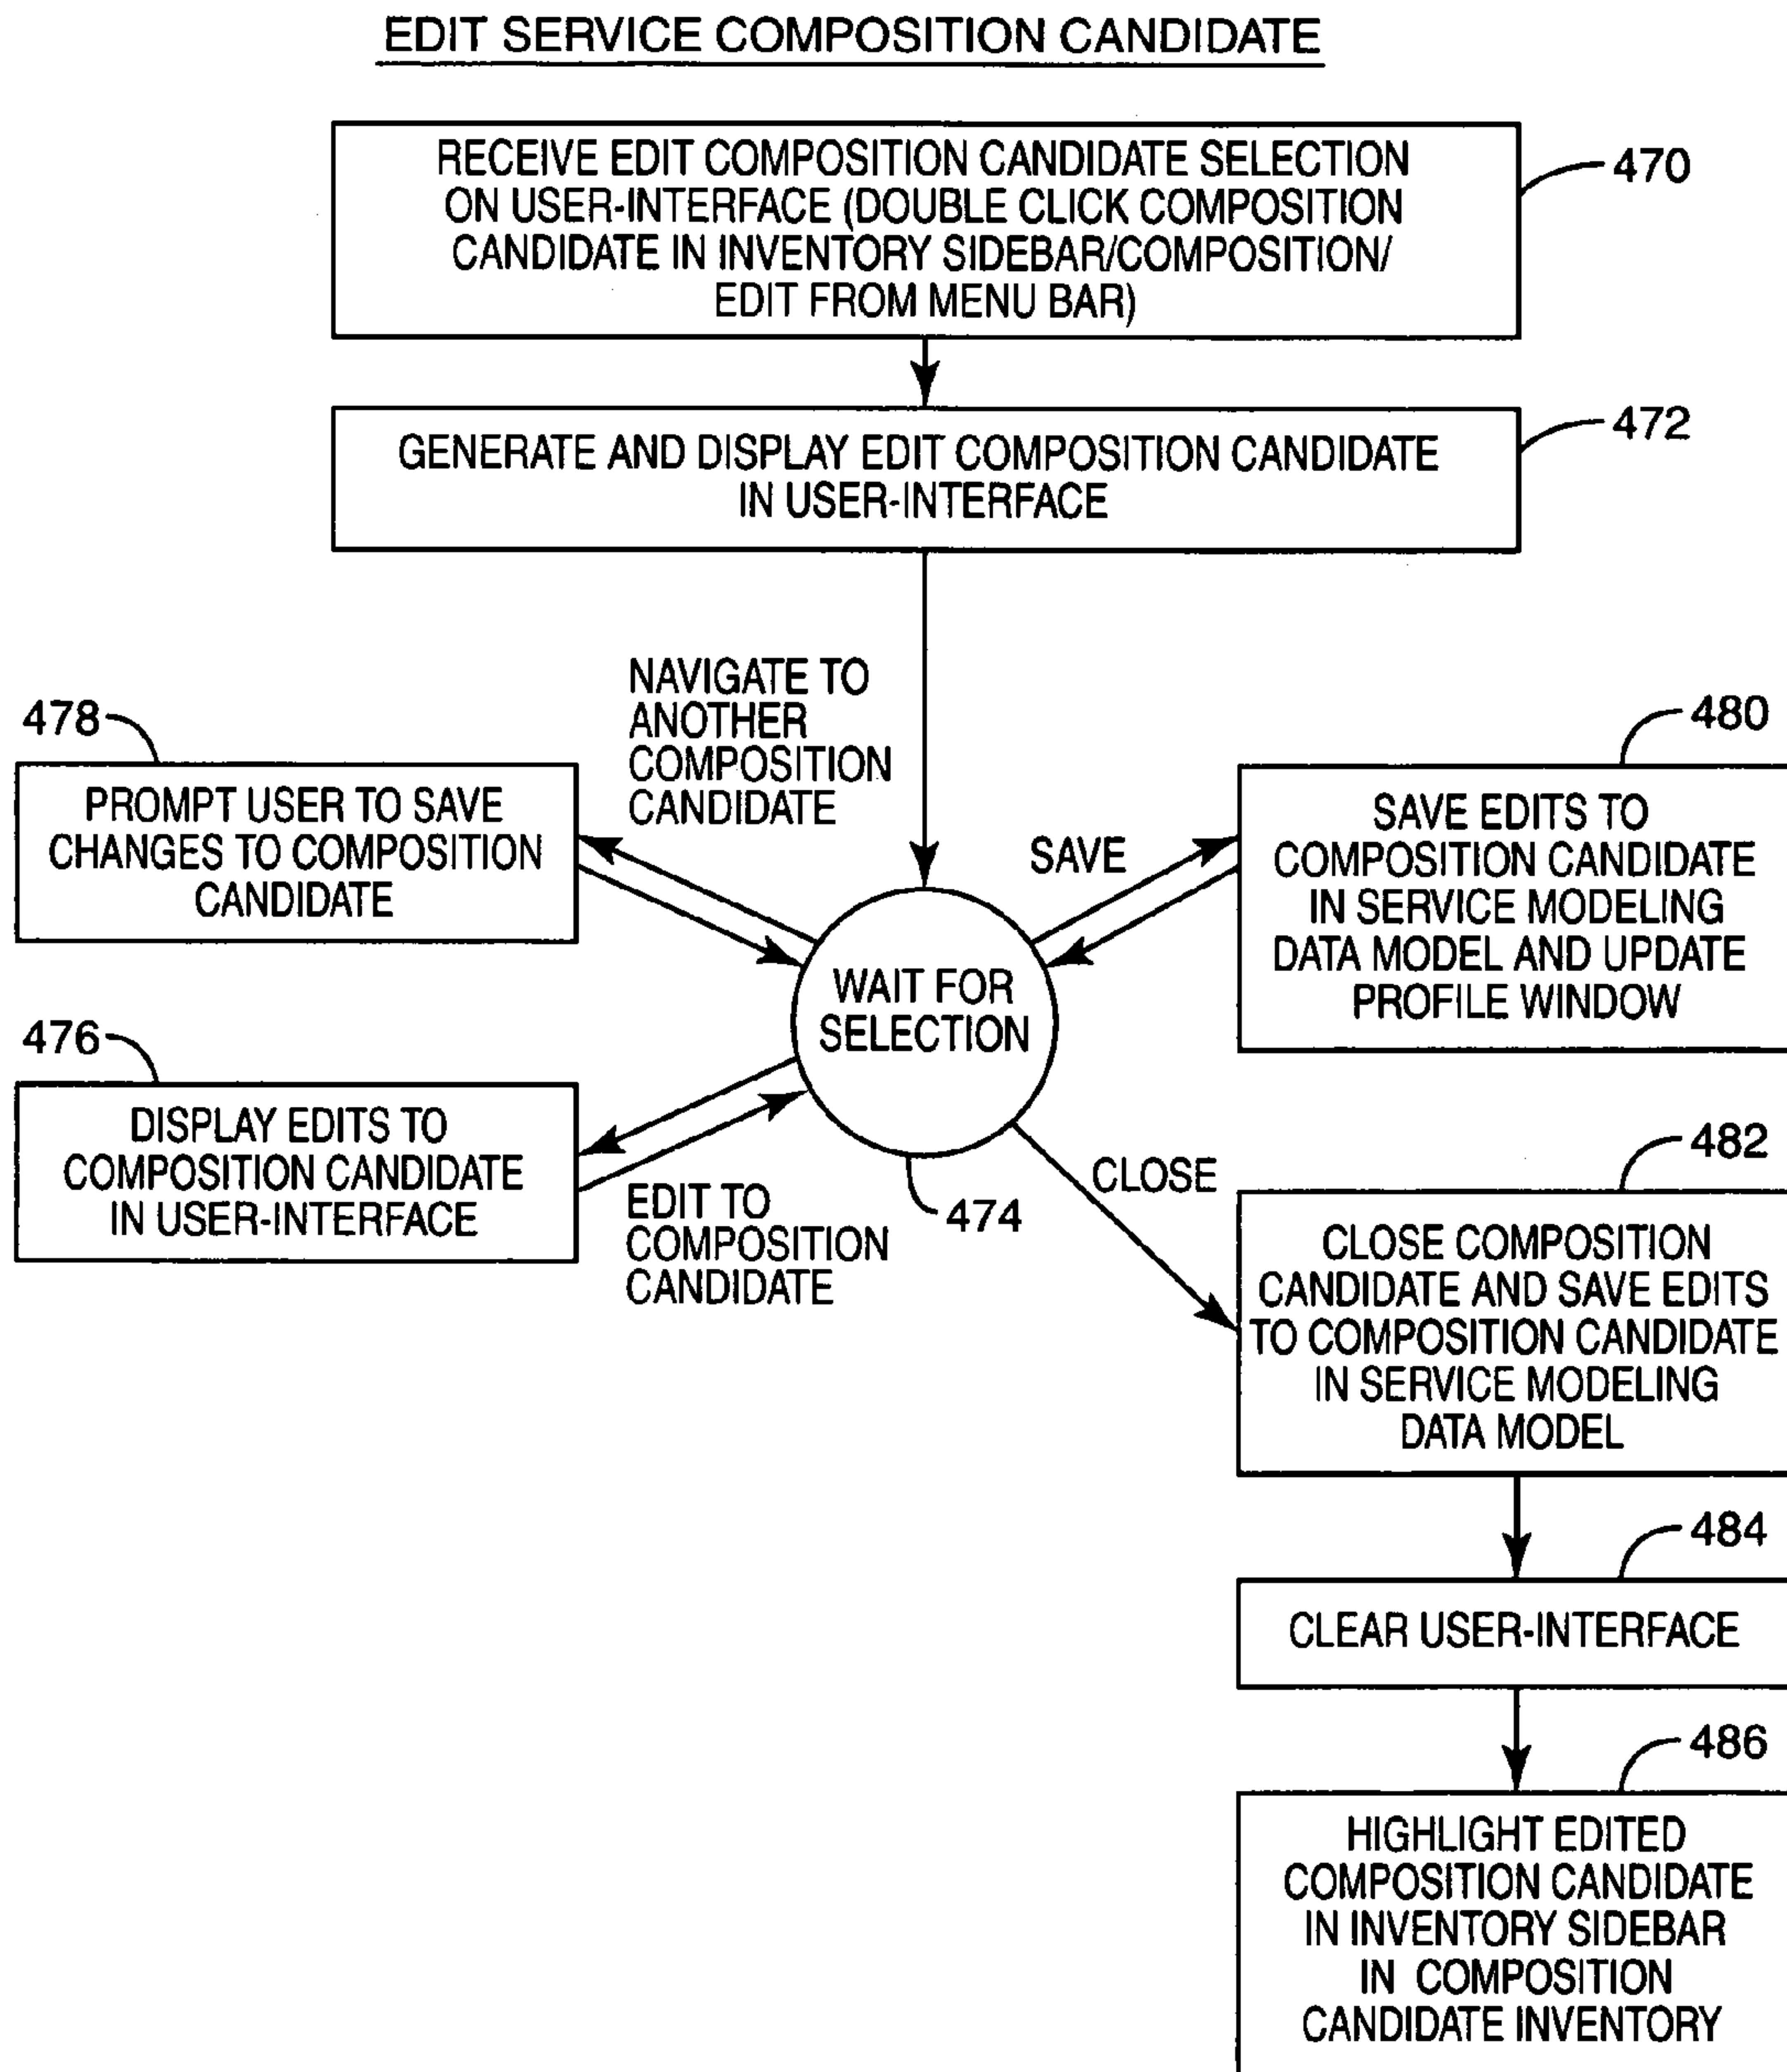 EDIT SERVICE COMPOSITION CANDIDATE
RECEIVE EDIT COMPOSITION CANDIDATE SELECTION
ON USER-INTERFACE (DOUBLE CLICK COMPOSITION
CANDIDATE IN INVENTORY SIDEBAR/COMPOSITION/
EDIT FROM MENU BAR)
470
GENERATE AND DISPLAY EDIT COMPOSITION CANDIDATE
IN USER-INTERFACE
472
NAVIGATE TO
ANOTHER
COMPOSITION
CANDIDATE
478
PROMPT USER TO SAVE
CHANGES TO COMPOSITION
CANDIDATE
SAVE
480
SAVE EDITS TO
COMPOSITION CANDIDATE
IN SERVICE MODELING
DATA MODEL AND UPDATE
PROFILE WINDOW
WAIT FOR
SELECTION
474
476
DISPLAY EDITS TO
COMPOSITION CANDIDATE
IN USER-INTERFACE
EDIT TO
COMPOSITION
CANDIDATE
CLOSE
482
CLOSE COMPOSITION
CANDIDATE AND SAVE EDITS
TO COMPOSITION CANDIDATE
IN SERVICE MODELING
DATA MODEL
484
CLEAR USER-INTERFACE
486
HIGHLIGHT EDITED
COMPOSITION CANDIDATE
IN INVENTORY SIDEBAR
IN COMPOSITION
CANDIDATE INVENTORY